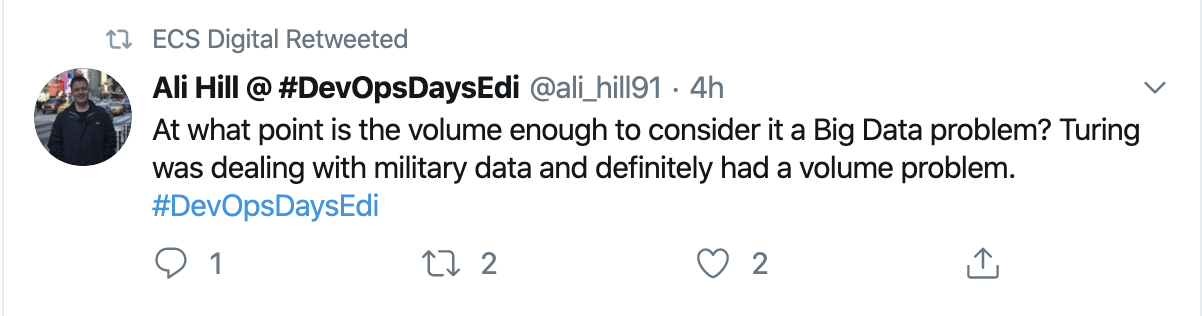 ECS Digital Retweeted
Ali Hill @ #DevOpsDaysEdi @ali_hill91 · 4h
At what point is the volume enough to consider it a Big Data problem? Turing
was dealing with military data and definitely had a volume problem.
#DevOpsDaysEdi
1 2 2